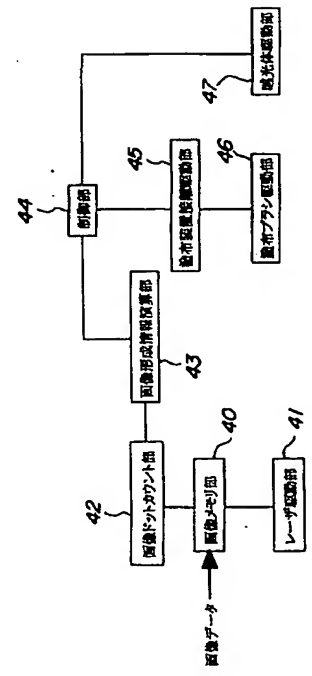 44
制御部
42
画像ドットカウント部
43
画像形成情報演算部
45
塗布装置接離駆動部
47
感光体駆動部
画像データ
40
画像メモリ部
46
塗布ブラシ駆動部
41
レーザ駆動部